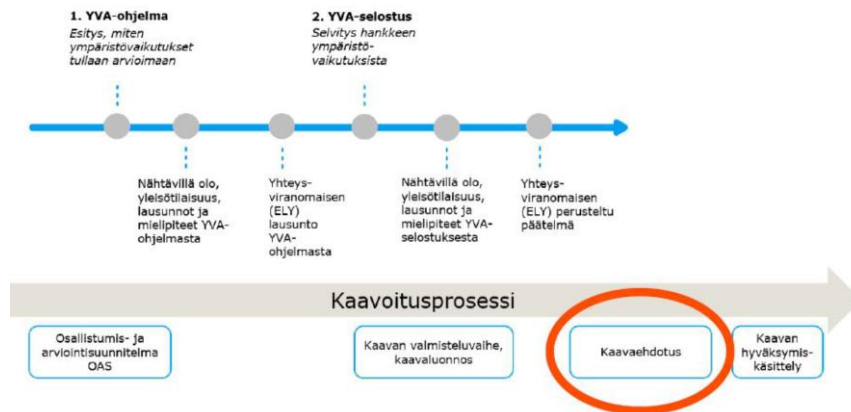 1. YVA-ohjelma
Esitys, miten
ympäristövaikutukset
tullaan arvioimaan
2. YVA-selostus
Selvitys hankkeen
ympäristö-
vaikutuksista
Nähtävillä olo,
yleisötilaisuus,
lausunnot ja
mielipiteet YVA-
ohjelmasta
Yhteys-
viranomaisen
(ELY)
lausunto
YVA-
ohjelmasta
Nähtävillä olo,
yleisötilaisuus,
lausunnot ja
mielipiteet YVA-
selostuksesta
Yhteys-
viranomaisen
(ELY) perusteltu
päätelmä
Kaavoitusprosessi
Osallistumis- ja
arviointisuunnitelma
OAS
Kaavan valmisteluvaihe,
kaavaluonnos
Kaavaehdotus
Kaavan
hyväksymis-
käsittely